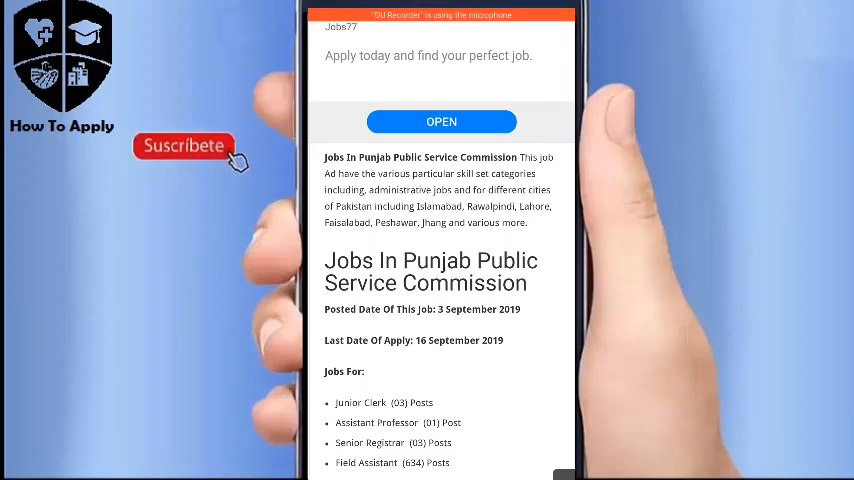 "DU Recorder" is using the microphone
Jobs77
Apply today and find your perfect job.
OPEN
How To Apply
Suscríbete
Jobs In Punjab Public Service Commission This job
Ad have the various particular skill set categories
including, administrative jobs and for different cities
of Pakistan including Islamabad, Rawalpindi, Lahore,
Faisalabad, Peshawar, Jhang and various more.
Jobs In Punjab Public
Service Commission
Posted Date Of This Job: 3 September 2019
Last Date Of Apply: 16 September 2019
Jobs For:
• Junior Clerk (03) Posts
• Assistant Professor (01) Post
• Senior Registrar (03) Posts
• Field Assistant (634) Posts